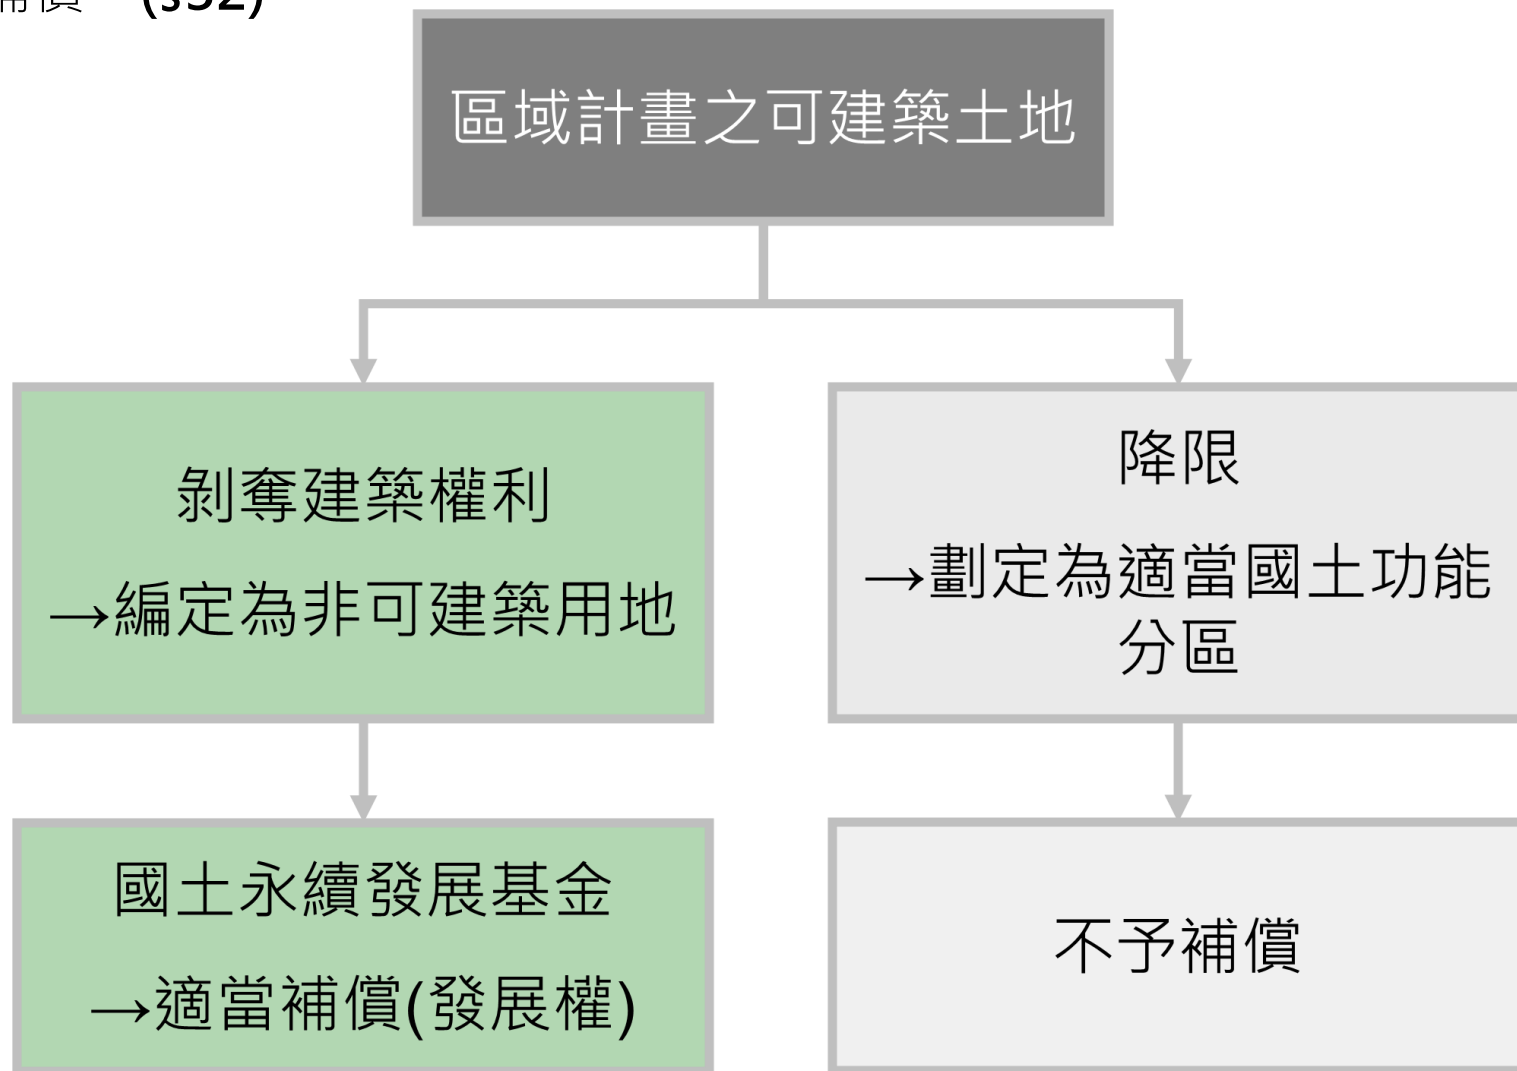 補償 (§32)
區域計畫之可建築土地
剝奪建築權利
→編定為非可建築用地
降限
→劃定為適當國土功能
分區
國土永續發展基金
→適當補償(發展權)
不予補償